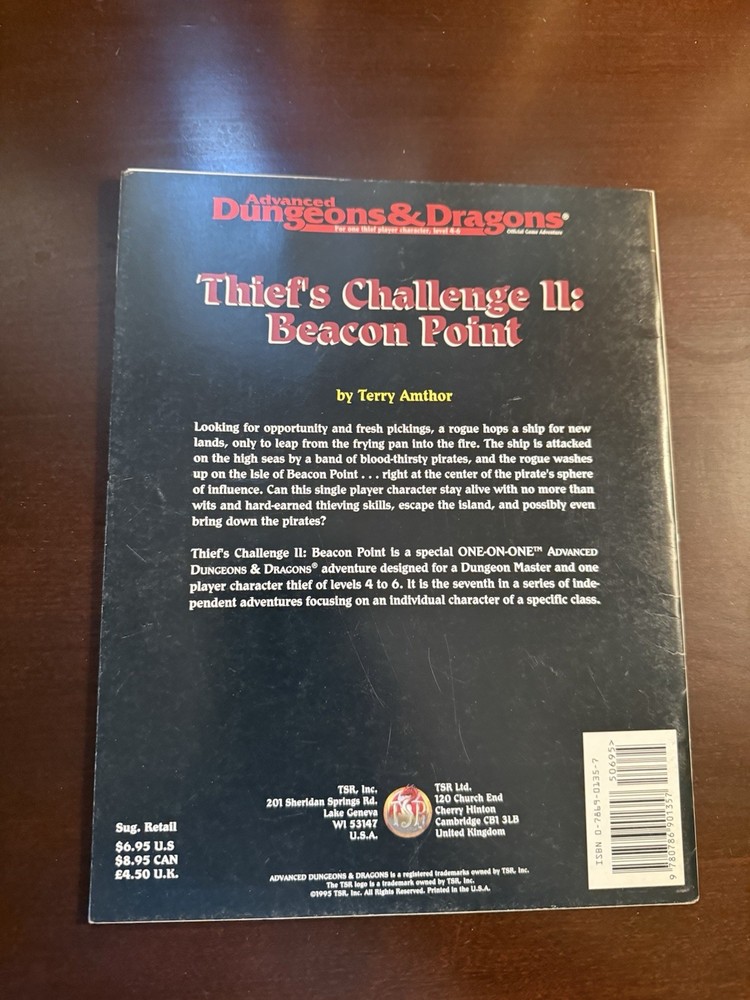 Advanced
Dungeons & Dragons®
For one thief player character, level 4-6
Official Game Adventure
Thief's Challenge II:
Beacon Point
by Terry Amthor
Looking for opportunity and fresh pickings, a rogue hops a ship for new
lands, only to leap from the frying pan into the fire. The ship is attacked
on the high seas by a band of blood-thirsty pirates, and the rogue washes
up on the Isle of Beacon Point . . . right at the center of the pirate's sphere
of influence. Can this single player character stay alive with no more than
wits and hard-earned thieving skills, escape the island, and possibly even
bring down the pirates?
Thief's Challenge II: Beacon Point is a special ONE-ON-ONE™ ADVANCED
DUNGEONS & DRAGONS® adventure designed for a Dungeon Master and one
player character thief of levels 4 to 6. It is the seventh in a series of inde-
pendent adventures focusing on an individual character of a specific class.
Sug. Retail
$6.95 U.S
$8.95 CAN
£4.50 U.K.
TSR, Inc.
201 Sheridan Springs Rd.
Lake Geneva
WI 53147
U.S.A.
TSR
TSR Ltd.
120 Church End
Cherry Hinton
Cambridge CB1 3LB
United Kingdom
ADVANCED DUNGEONS & DRAGONS is a registered trademarks owned by TSR, Inc.
The TSR logo is a trademark owned by TSR, Inc.
©1995 TSR, Inc. All Rights Reserved. Printed in the U.S.A.
ISBN 0-7869-0135-7
50695>
9 780786 901357